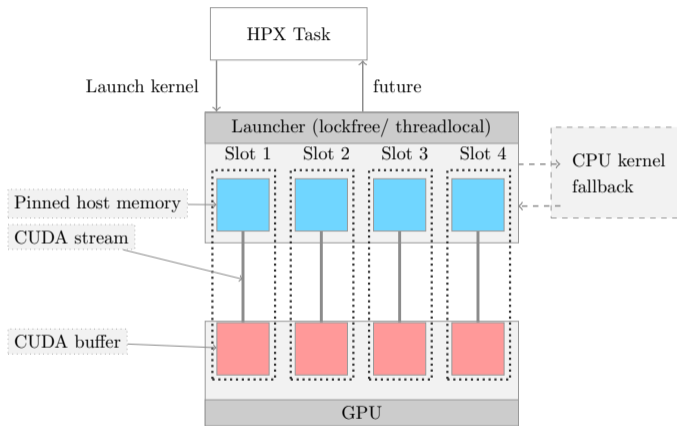 HPX Task
Launch kernel
future
Launcher (lockfree/ threadlocal)
Slot 1
Slot 2
Slot 3
Slot 4
CPU kernel
fallback
Pinned host memory
CUDA stream
CUDA buffer
GPU